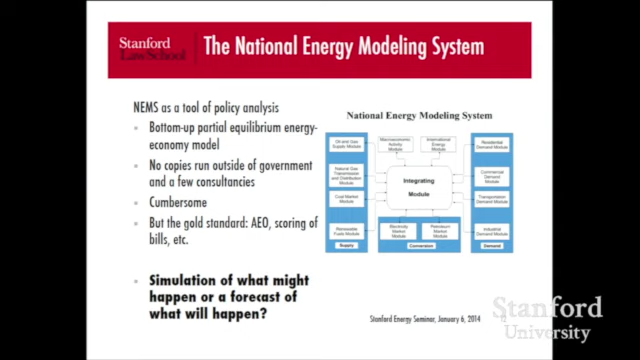 Stanford
Law School
The National Energy Modeling System
NEMS as a tool of policy analysis
Bottom-up partial equilibrium energy-
economy model
No copies run outside of government
and a few consultancies
Cumbersome
But the gold standard: AEO, scoring of
bills, etc.
Simulation of what might
happen or a forecast of
what will happen?
National Energy Modeling System
Oil and Gas
Supply Module
Natural Gas
Transmission
and Distribution
Module
Coal Market
Module
Renewable
Fuels Module
Supply
Macroeconomic
Activity
Module
International
Energy
Module
Integrating
Module
Electricity
Market
Module
Petroleum
Market
Module
Conversion
Residential
Demand Module
Commercial
Demand
Module
Transportation
Demand Module
Industrial
Demand Module
Demand
Stanford Energy Seminar, January 6, 2014
12
Stanford
University